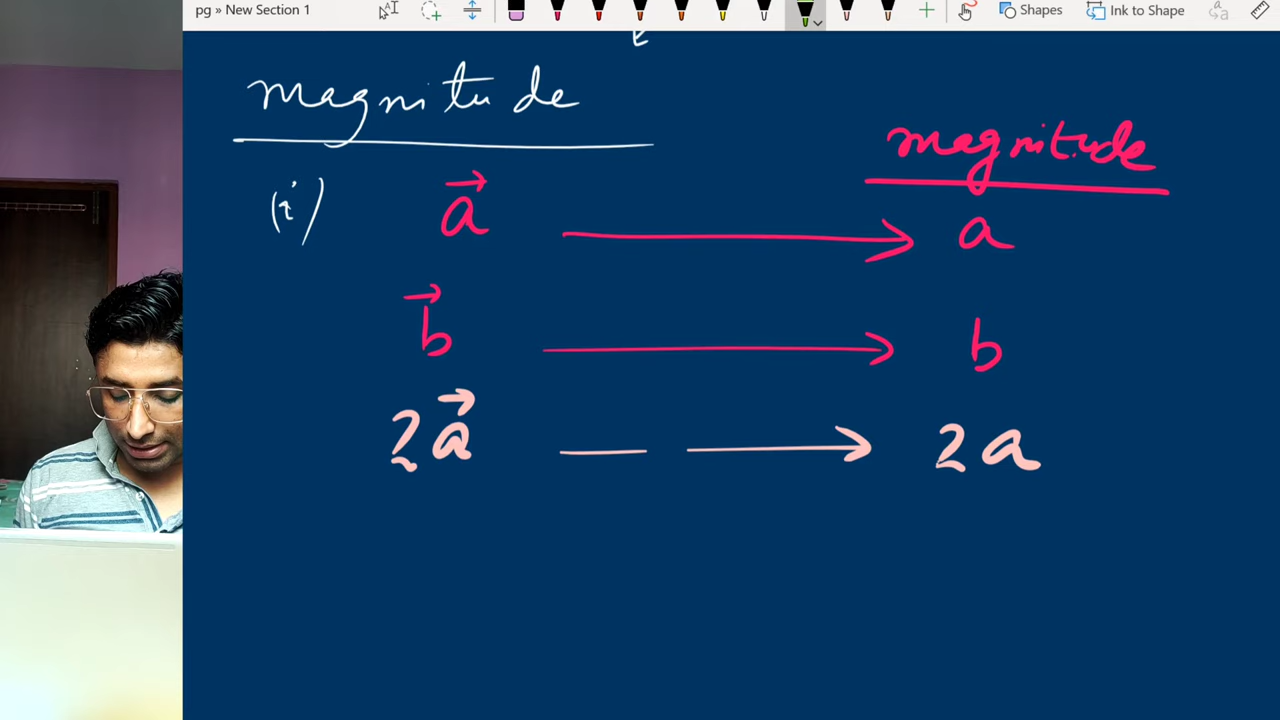 pg » New Section 1 Shapes Ink to Shape
magnitude
magnitude
(i) a⃗ ⟶ a
b⃗ ⟶ b
2a⃗ — ⟶ 2a